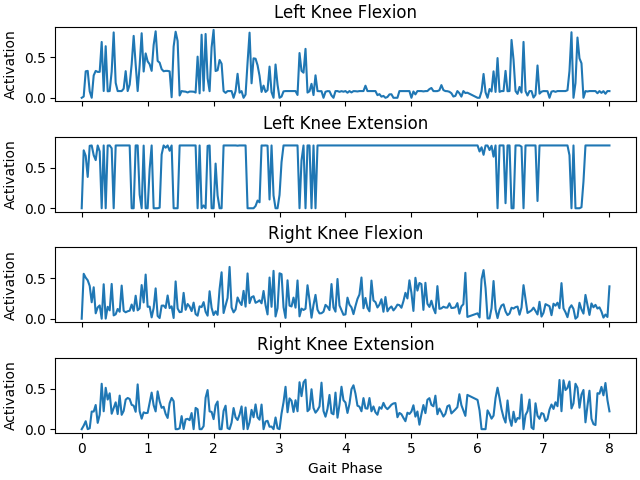 Left Knee Flexion
Activation
0.5
0.0
Left Knee Extension
Activation
0.5
0.0
Right Knee Flexion
Activation
0.5
0.0
Right Knee Extension
Activation
0.5
0.0
0 1 2 3 4 5 6 7 8
Gait Phase